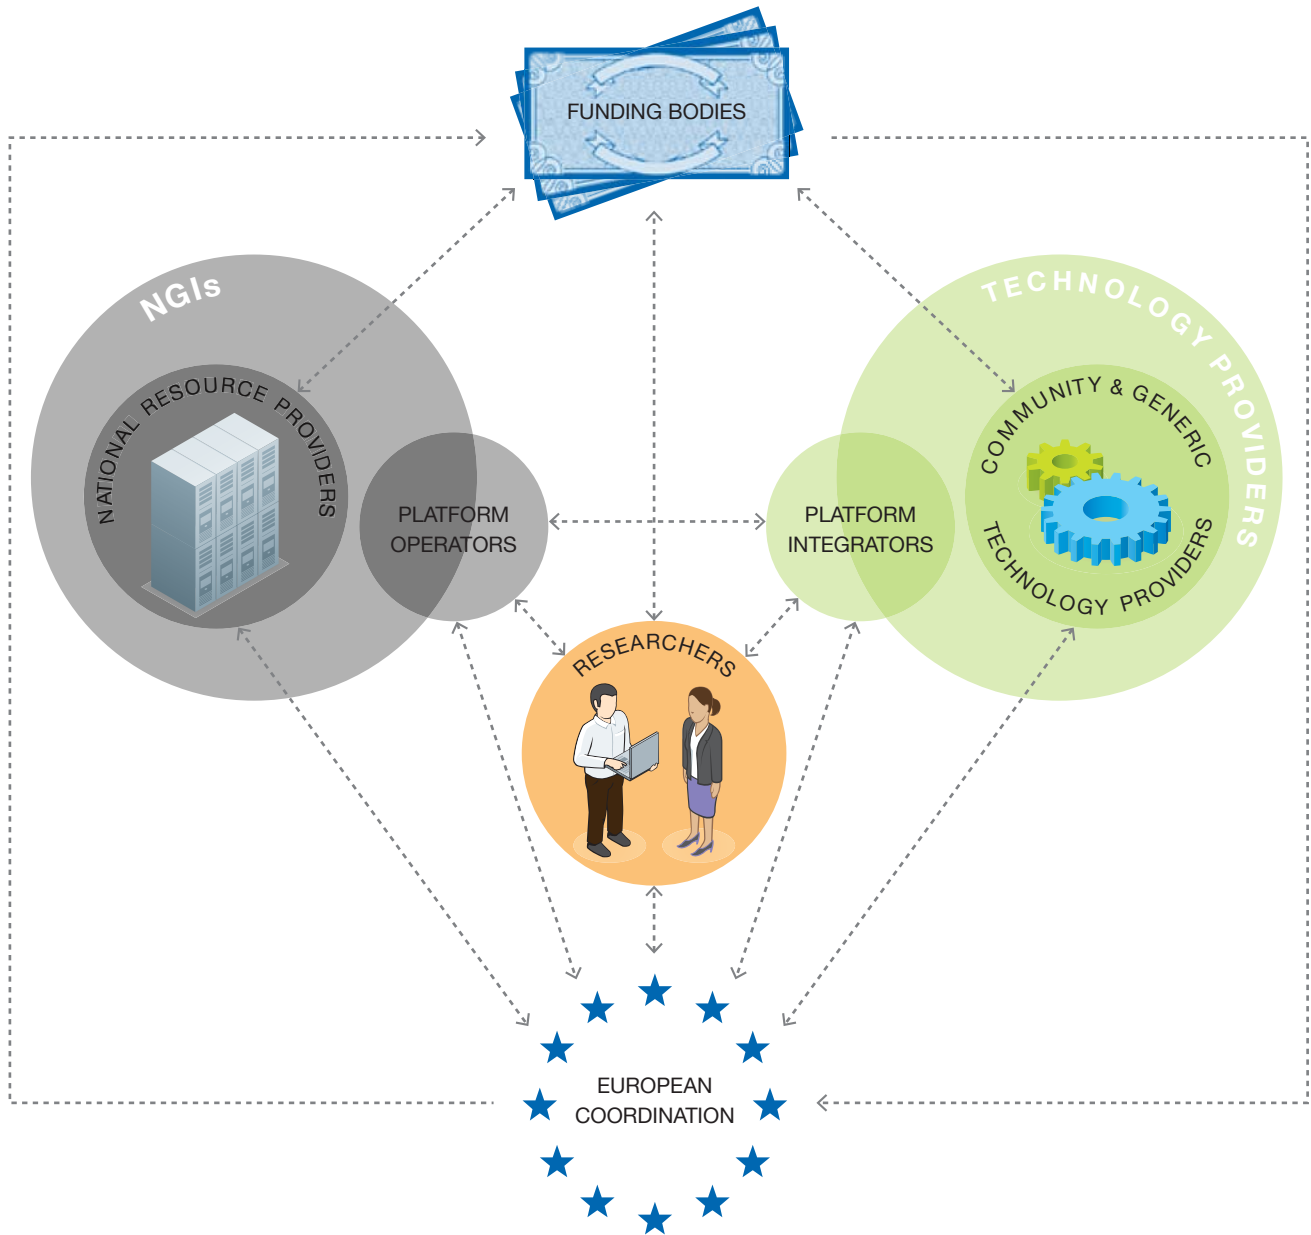 FUNDING BODIES
NGIs
TECHNOLOGY PROVIDERS
NATIONAL RESOURCE PROVIDERS
COMMUNITY & GENERIC
TECHNOLOGY PROVIDERS
PLATFORM
OPERATORS
PLATFORM
INTEGRATORS
RESEARCHERS
EUROPEAN
COORDINATION